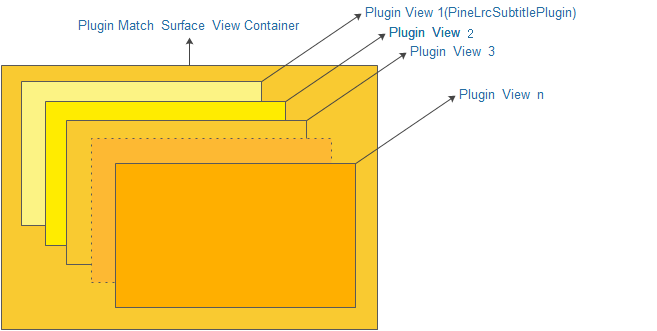 Plugin View 1(PineLrcSubtitlePlugin)
Plugin Match Surface View Container
Plugin View 2
Plugin View 3
Plugin View n